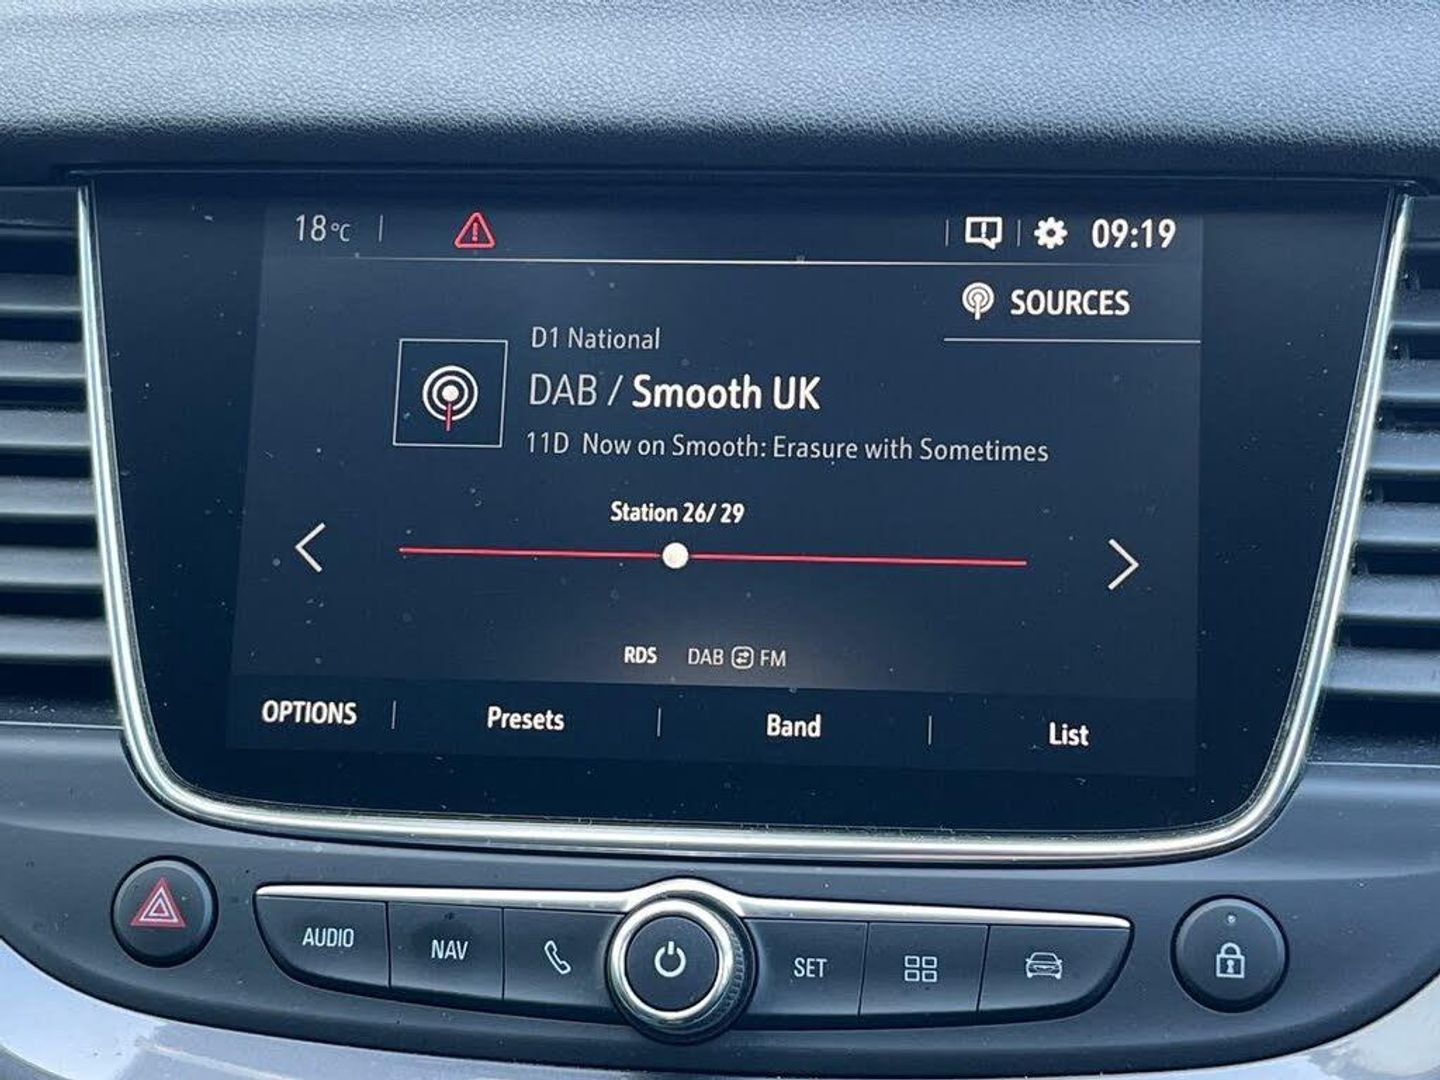 18°C
09:19
SOURCES
D1 National
DAB / Smooth UK
11D Now on Smooth: Erasure with Sometimes
Station 26/ 29
RDS DAB FM
OPTIONS Presets Band List
AUDIO NAV SET